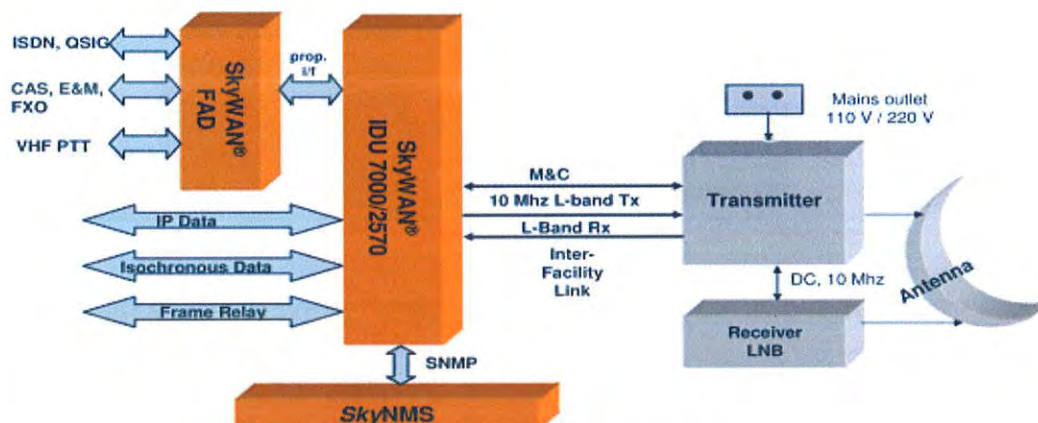 ISDN, QSIG
CAS, E&M,
FXO
VHF PTT
SkyWAN®
FAD
prop.
i/f
SkyWAN®
IDU 7000/2570
IP Data
Isochronous Data
Frame Relay
SNMP
SkyNMS
M&C
10 Mhz L-band Tx
L-Band Rx
Inter-
Facility
Link
Mains outlet
110 V / 220 V
Transmitter
DC, 10 Mhz
Receiver
LNB
Antenna